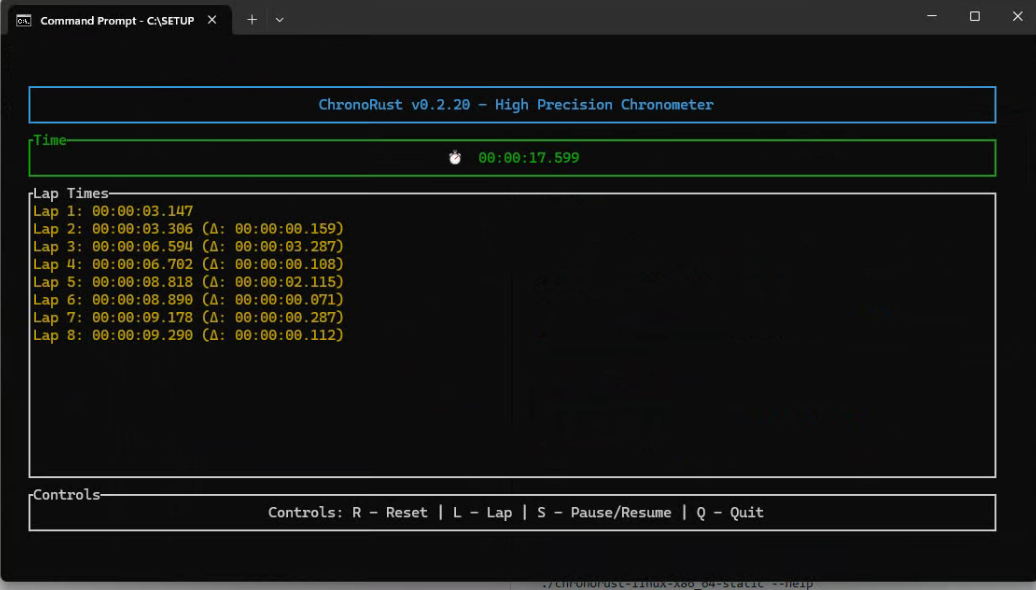 Command Prompt - C:\SETUP
ChronoRust v0.2.20 - High Precision Chronometer
Time
00:00:17.599
Lap Times
Lap 1: 00:00:03.147
Lap 2: 00:00:03.306 (Δ: 00:00:00.159)
Lap 3: 00:00:06.594 (Δ: 00:00:03.287)
Lap 4: 00:00:06.702 (Δ: 00:00:00.108)
Lap 5: 00:00:08.818 (Δ: 00:00:02.115)
Lap 6: 00:00:08.890 (Δ: 00:00:00.071)
Lap 7: 00:00:09.178 (Δ: 00:00:00.287)
Lap 8: 00:00:09.290 (Δ: 00:00:00.112)
Controls
Controls: R - Reset | L - Lap | S - Pause/Resume | Q - Quit
./chronorust-linux-x86_64-static --help